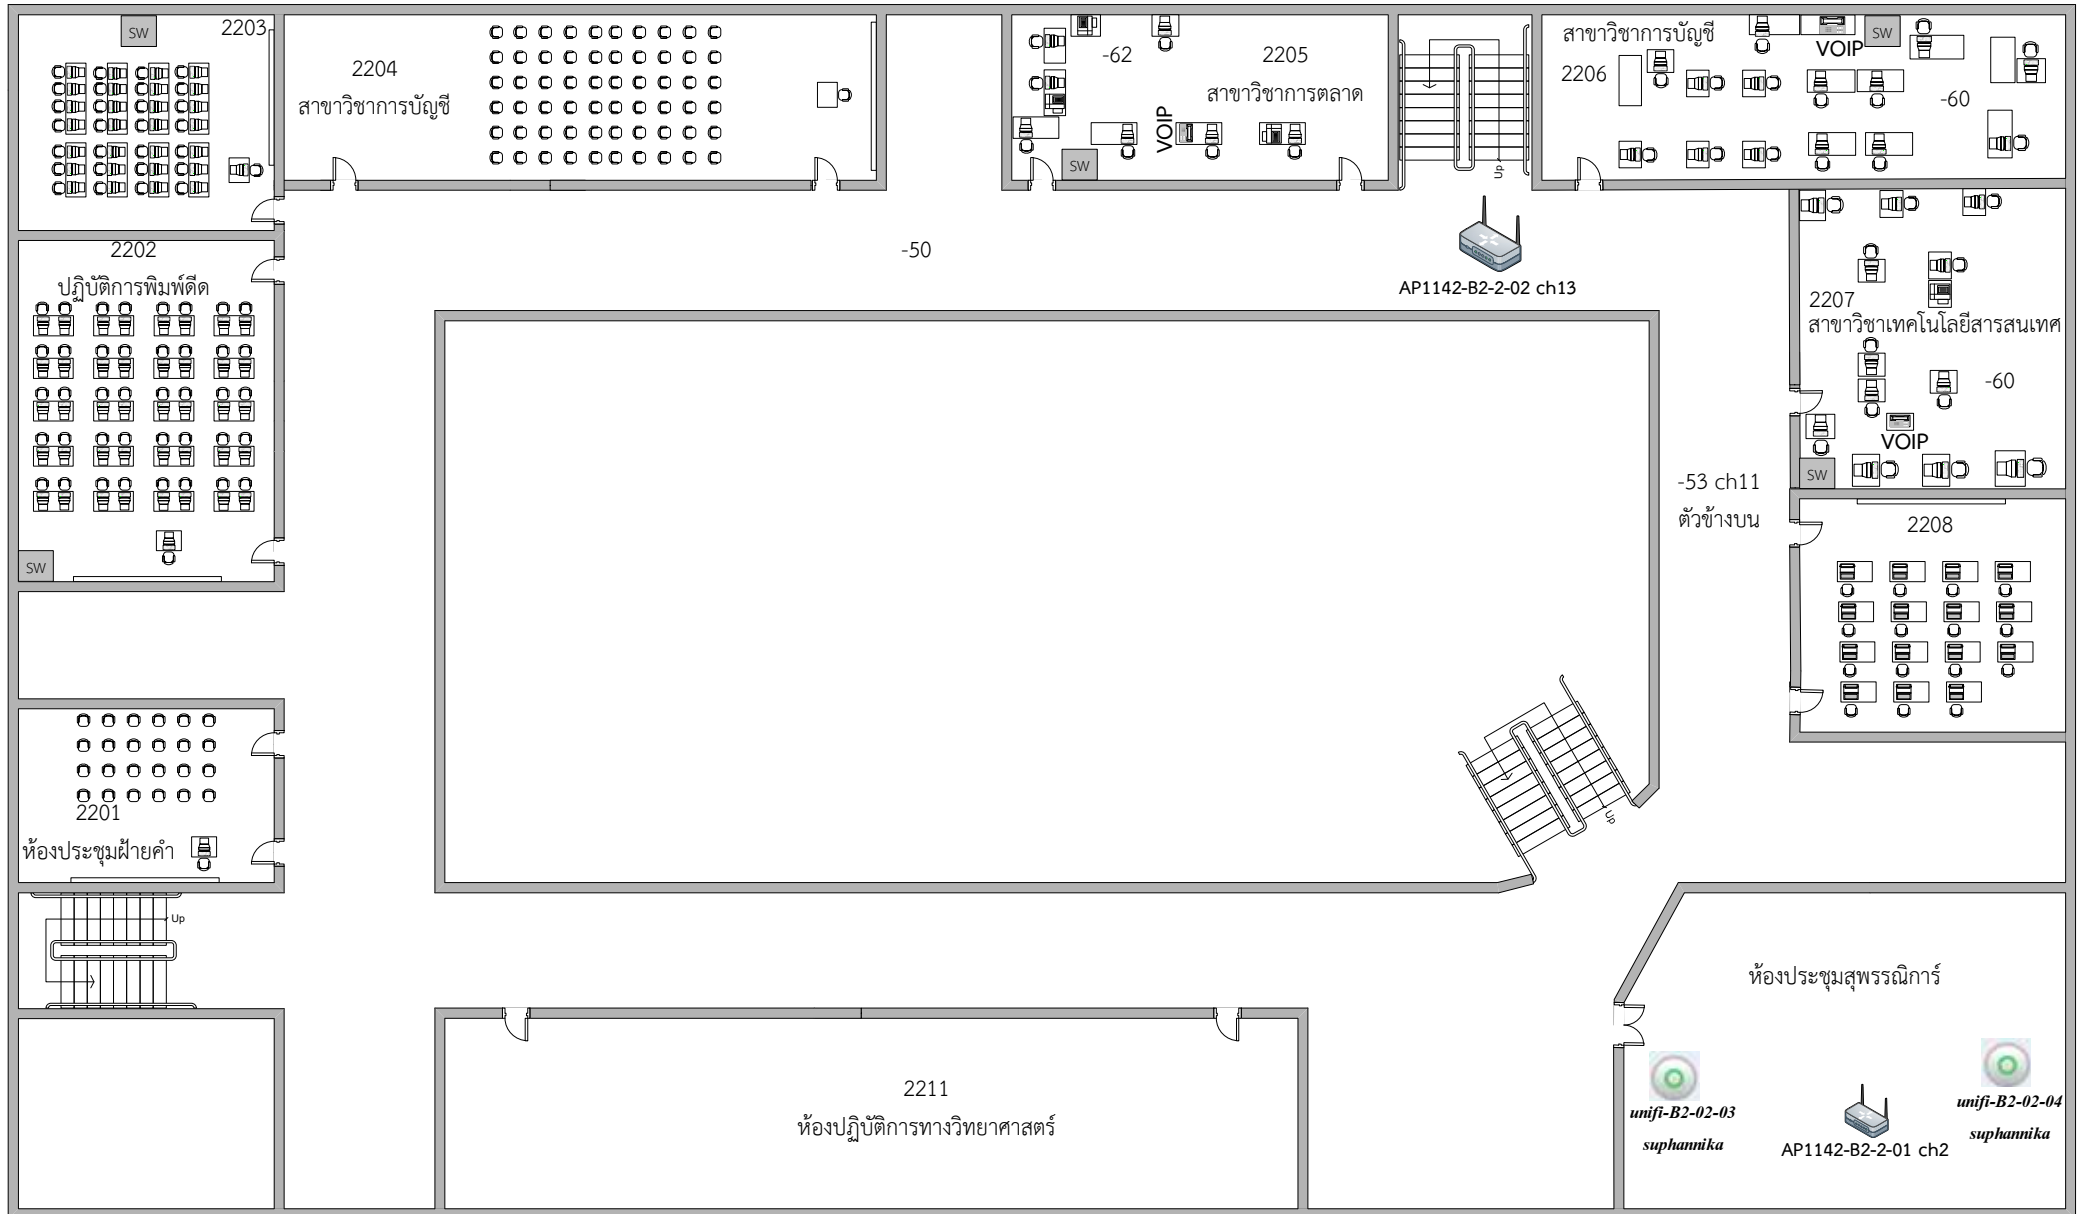 SW
2203
2204
สาขาวิชาการบัญชี
-62
2205
สาขาวิชาการตลาด
VOIP
SW
Up
สาขาวิชาการบัญชี
2206
VOIP
SW
-60
2202
ปฏิบัติการพิมพ์ดีด
SW
-50
AP1142-B2-2-02 ch13
2207
สาขาวิชาเทคโนโลยีสารสนเทศ
-60
VOIP
SW
-53 ch11
ตัวข้างบน
2208
2201
ห้องประชุมฝ้ายคำ
Up
Up
2211
ห้องปฏิบัติการทางวิทยาศาสตร์
ห้องประชุมสุพรรณิการ์
unifi-B2-02-03
suphannika
AP1142-B2-2-01 ch2
unifi-B2-02-04
suphannika